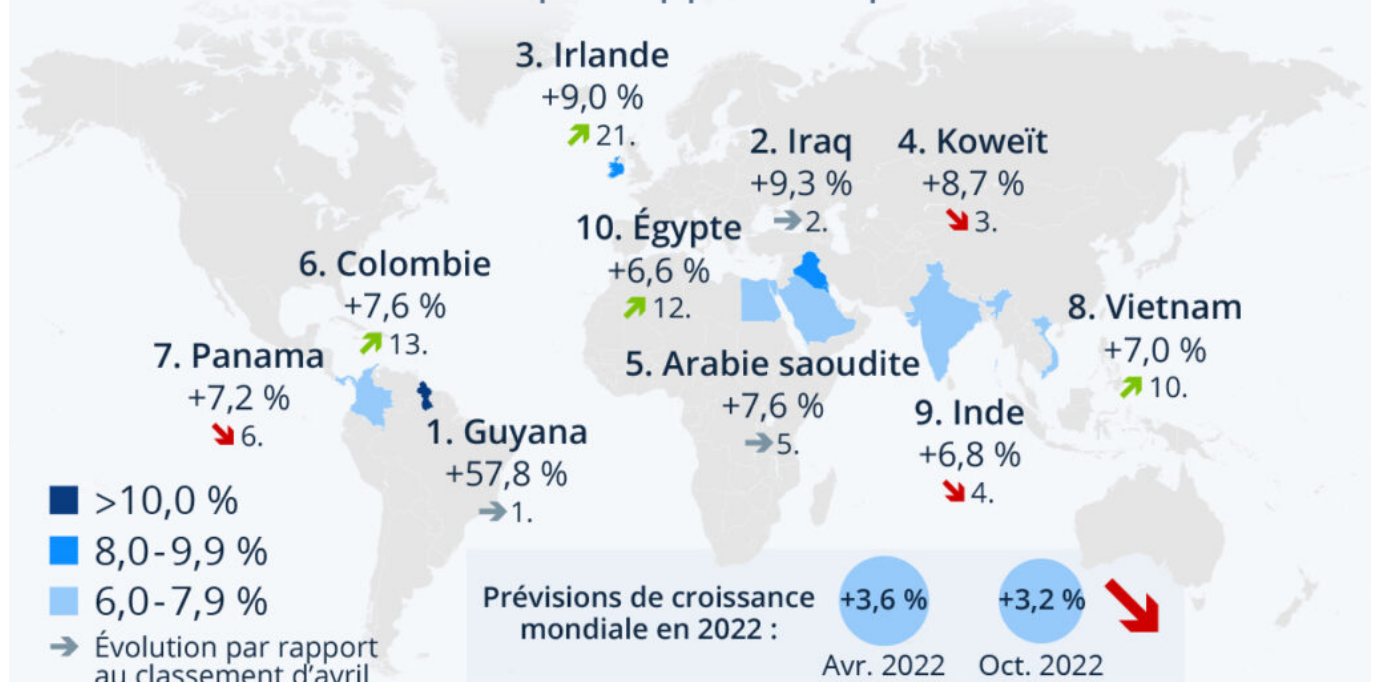 3. Irlande
+9,0 %
21.
2. Iraq
+9,3 %
2.
4. Koweït
+8,7 %
3.
10. Égypte
+6,6 %
12.
6. Colombie
+7,6 %
13.
8. Vietnam
+7,0 %
10.
7. Panama
+7,2 %
6.
5. Arabie saoudite
+7,6 %
5.
9. Inde
+6,8 %
4.
1. Guyana
+57,8 %
1.
>10,0 %
8,0-9,9 %
6,0-7,9 %
Évolution par rapport
au classement d'avril
Prévisions de croissance
mondiale en 2022 :
+3,6 %
Avr. 2022
+3,2 %
Oct. 2022